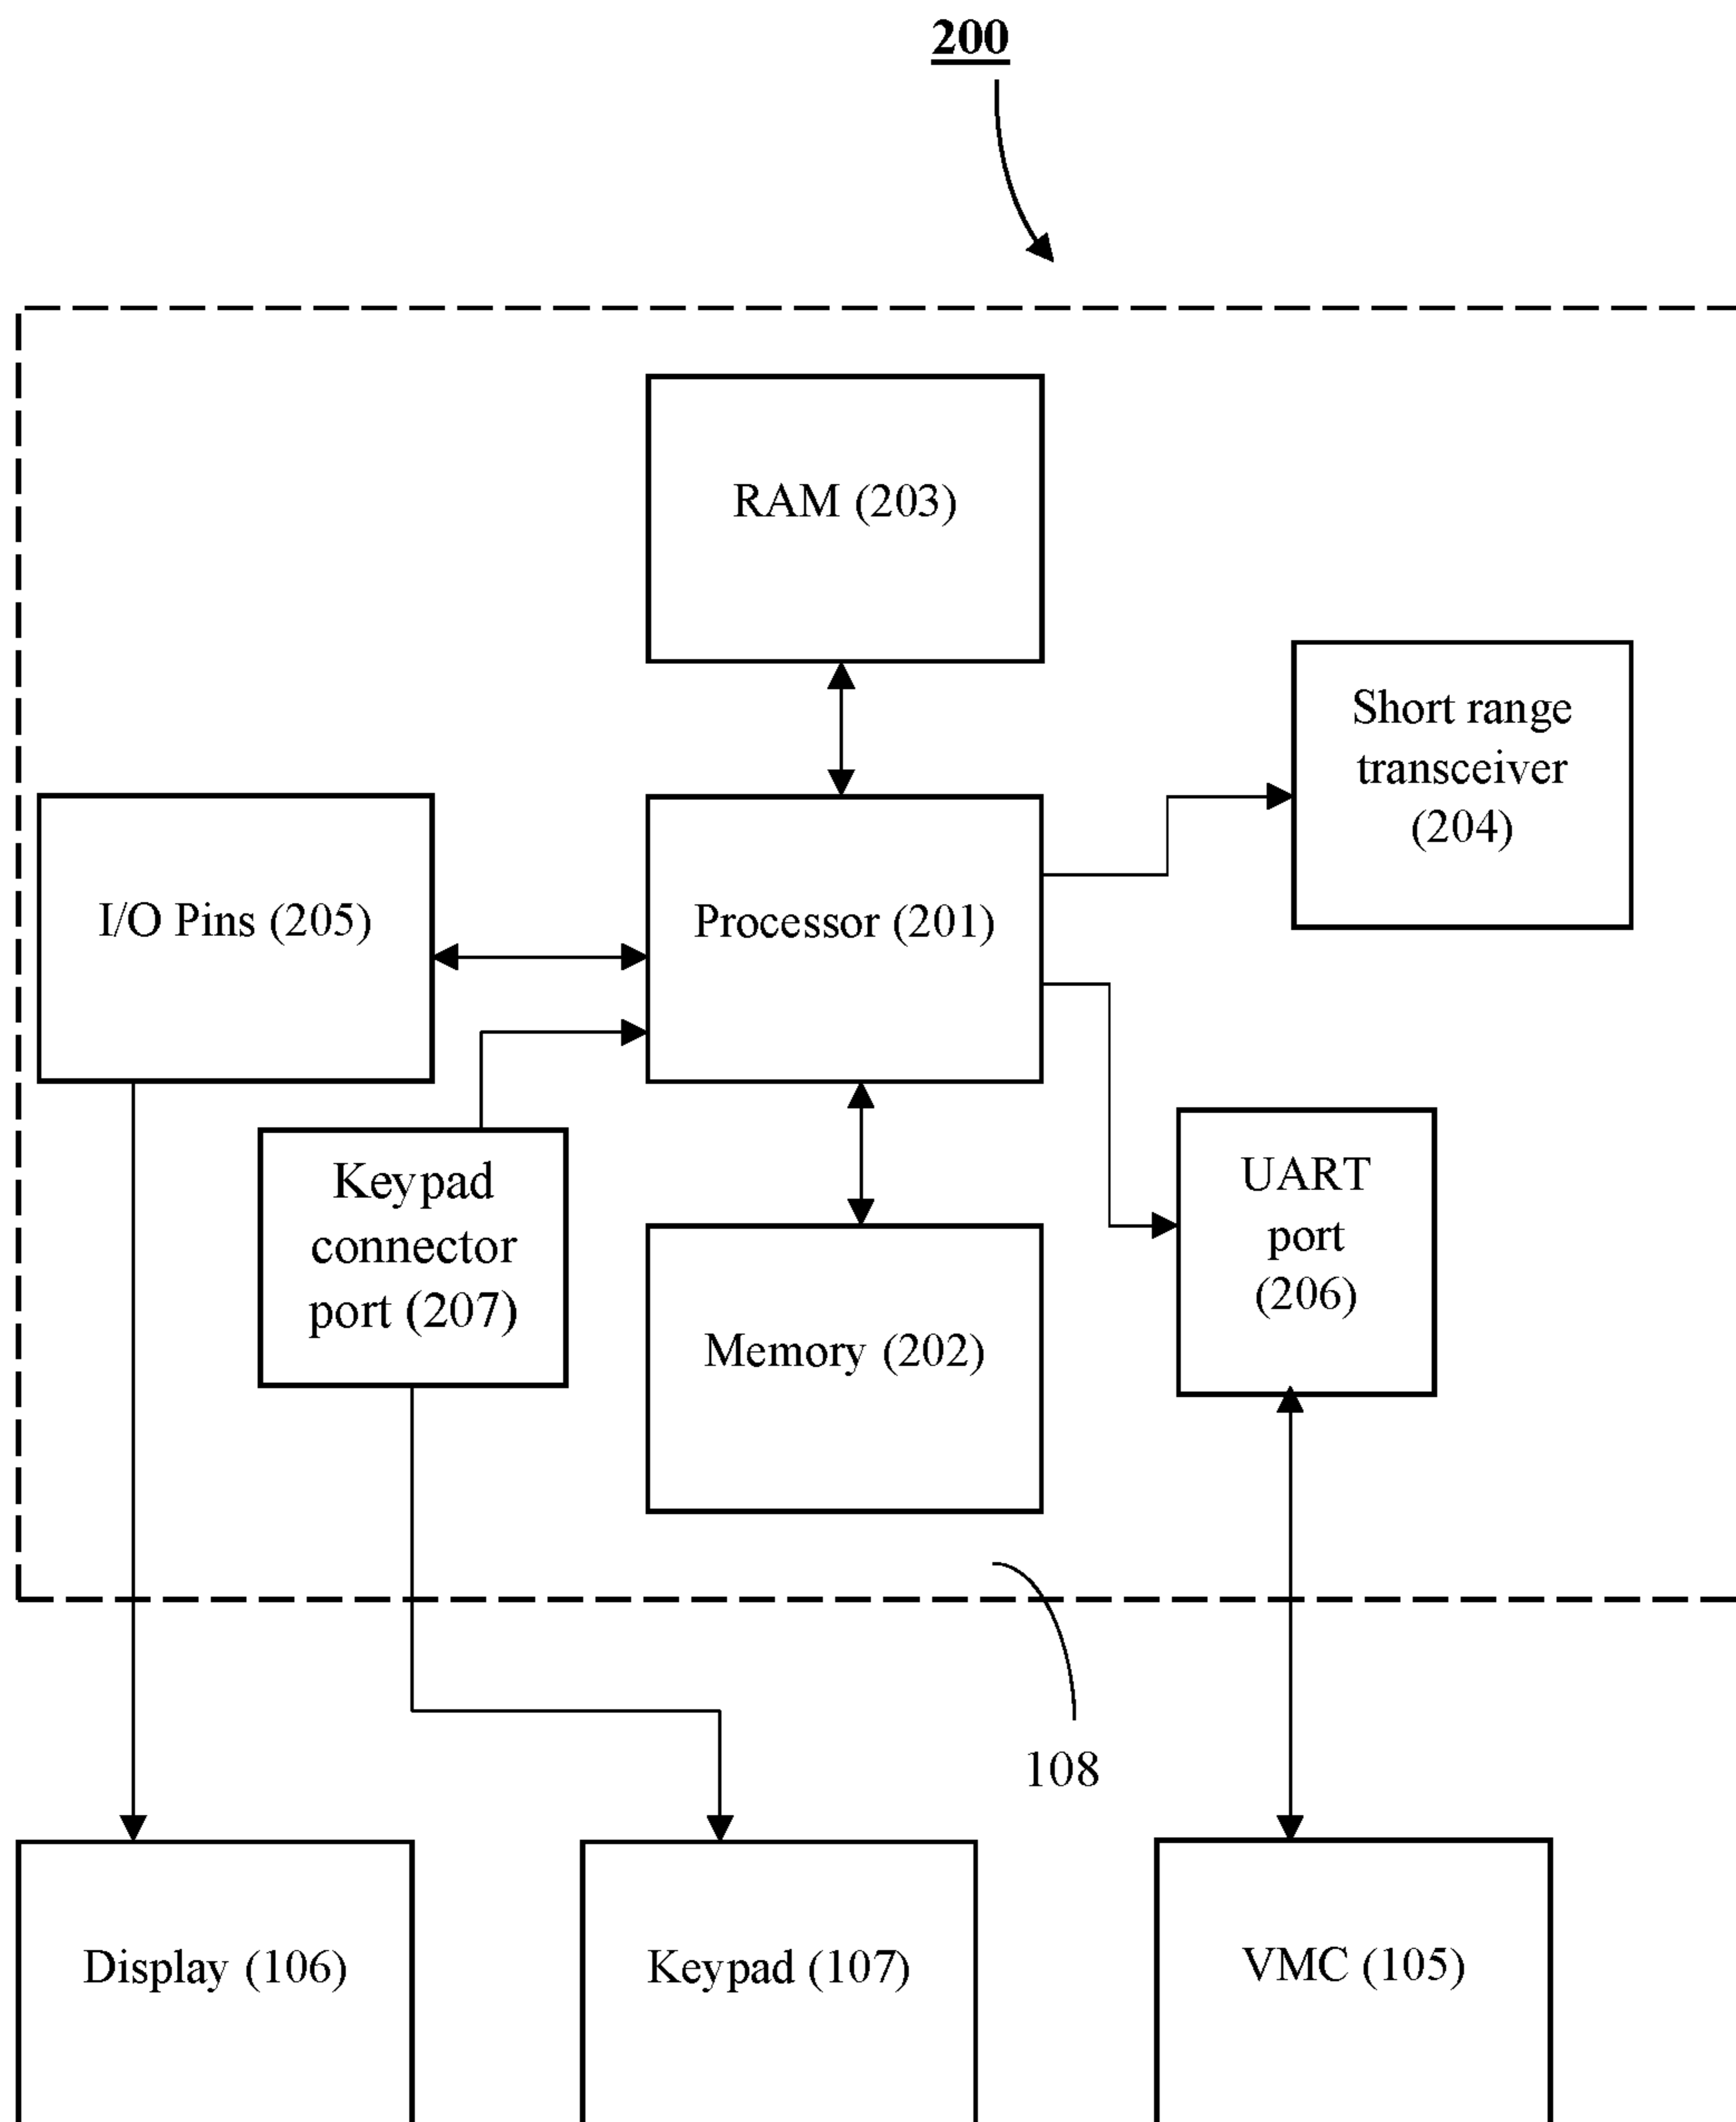 200
RAM (203)
Short range
transceiver
(204)
I/O Pins (205)
Processor (201)
Keypad
connector
port (207)
UART
port
(206)
Memory (202)
108
Display (106)
Keypad (107)
VMC (105)